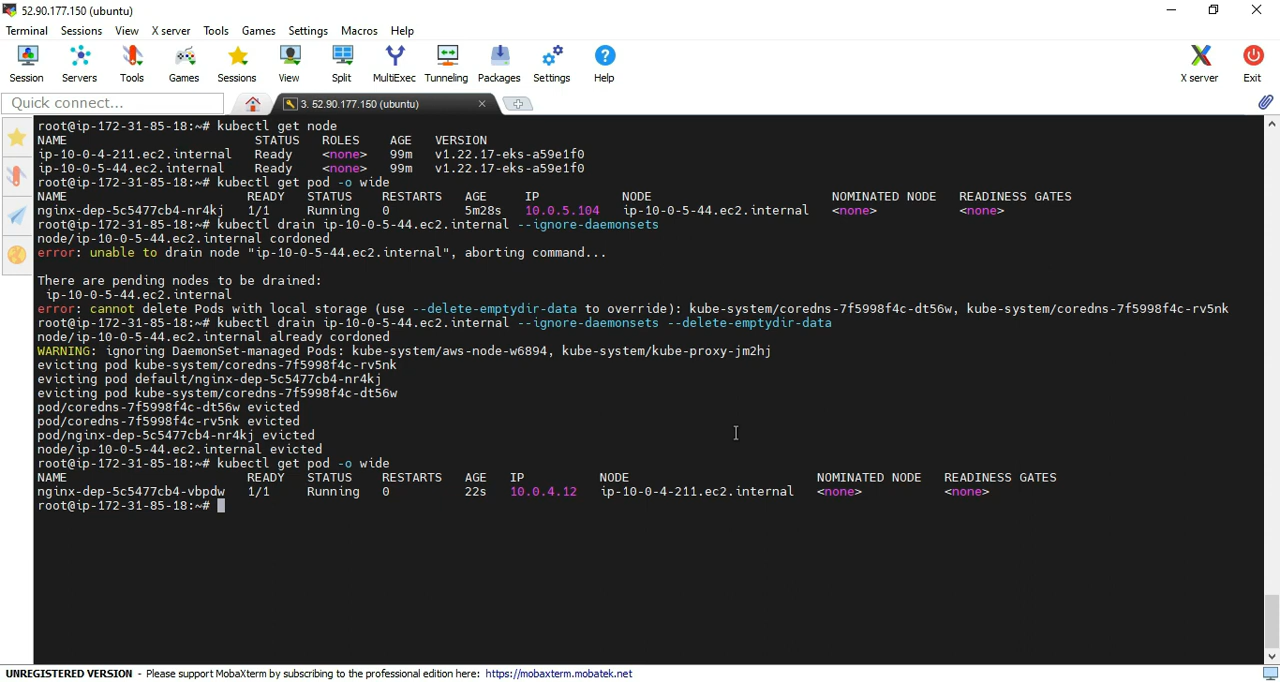 52.90.177.150 (ubuntu)
Terminal Sessions View X server Tools Games Settings Macros Help
Session Servers Tools Games Sessions View Split MultiExec Tunneling Packages Settings Help X server Exit
Quick connect... 3. 52.90.177.150 (ubuntu)
root@ip-172-31-85-18:~# kubectl get node
NAME STATUS ROLES AGE VERSION
ip-10-0-4-211.ec2.internal Ready <none> 99m v1.22.17-eks-a59e1f0
ip-10-0-5-44.ec2.internal Ready <none> 99m v1.22.17-eks-a59e1f0
root@ip-172-31-85-18:~# kubectl get pod -o wide
NAME READY STATUS RESTARTS AGE IP NODE NOMINATED NODE READINESS GATES
nginx-dep-5c5477cb4-nr4kj 1/1 Running 0 5m28s 10.0.5.104 ip-10-0-5-44.ec2.internal <none> <none>
root@ip-172-31-85-18:~# kubectl drain ip-10-0-5-44.ec2.internal --ignore-daemonsets
node/ip-10-0-5-44.ec2.internal cordoned
error: unable to drain node "ip-10-0-5-44.ec2.internal", aborting command...
There are pending nodes to be drained:
ip-10-0-5-44.ec2.internal
error: cannot delete Pods with local storage (use --delete-emptydir-data to override): kube-system/coredns-7f5998f4c-dt56w, kube-system/coredns-7f5998f4c-rv5nk
root@ip-172-31-85-18:~# kubectl drain ip-10-0-5-44.ec2.internal --ignore-daemonsets --delete-emptydir-data
node/ip-10-0-5-44.ec2.internal already cordoned
WARNING: ignoring DaemonSet-managed Pods: kube-system/aws-node-w6894, kube-system/kube-proxy-jm2hj
evicting pod kube-system/coredns-7f5998f4c-rv5nk
evicting pod default/nginx-dep-5c5477cb4-nr4kj
evicting pod kube-system/coredns-7f5998f4c-dt56w
pod/coredns-7f5998f4c-dt56w evicted
pod/coredns-7f5998f4c-rv5nk evicted
pod/nginx-dep-5c5477cb4-nr4kj evicted
node/ip-10-0-5-44.ec2.internal evicted
root@ip-172-31-85-18:~# kubectl get pod -o wide
NAME READY STATUS RESTARTS AGE IP NODE NOMINATED NODE READINESS GATES
nginx-dep-5c5477cb4-vbpdw 1/1 Running 0 22s 10.0.4.12 ip-10-0-4-211.ec2.internal <none> <none>
root@ip-172-31-85-18:~#
UNREGISTERED VERSION - Please support MobaXterm by subscribing to the professional edition here: https://mobaxterm.mobatek.net